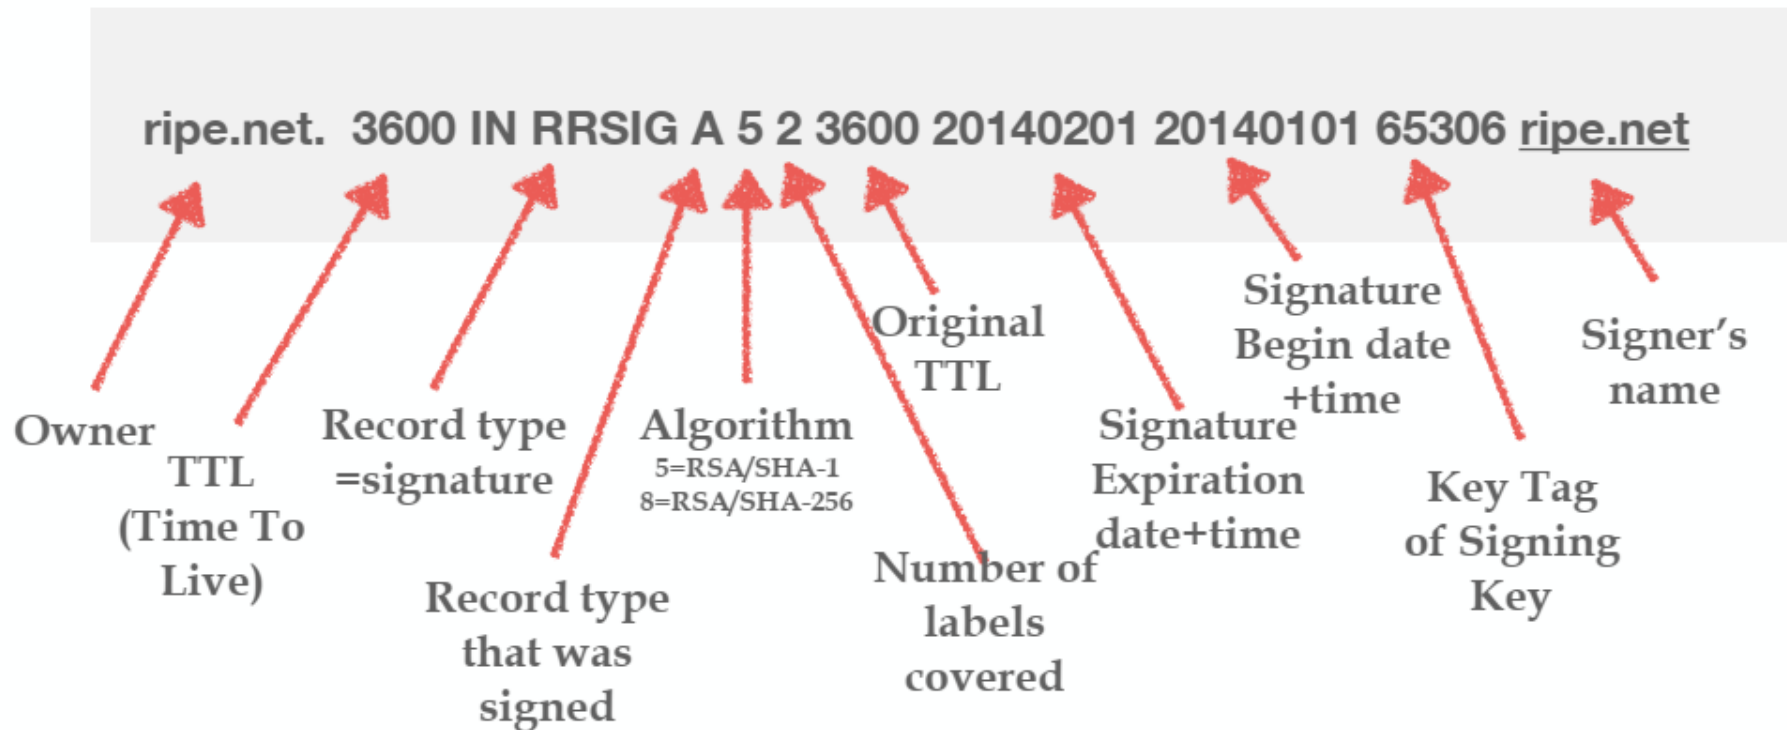 ripe.net. 3600 IN RRSIG A 5 2 3600 20140201 20140101 65306 ripe.net
Owner
TTL
(Time To
Live)
Record type
=signature
Record type
that was
signed
Algorithm
5=RSA/SHA-1
8=RSA/SHA-256
Number of
labels
covered
Original
TTL
Signature
Expiration
date+time
Signature
Begin date
+time
Key Tag
of Signing
Key
Signer’s
name